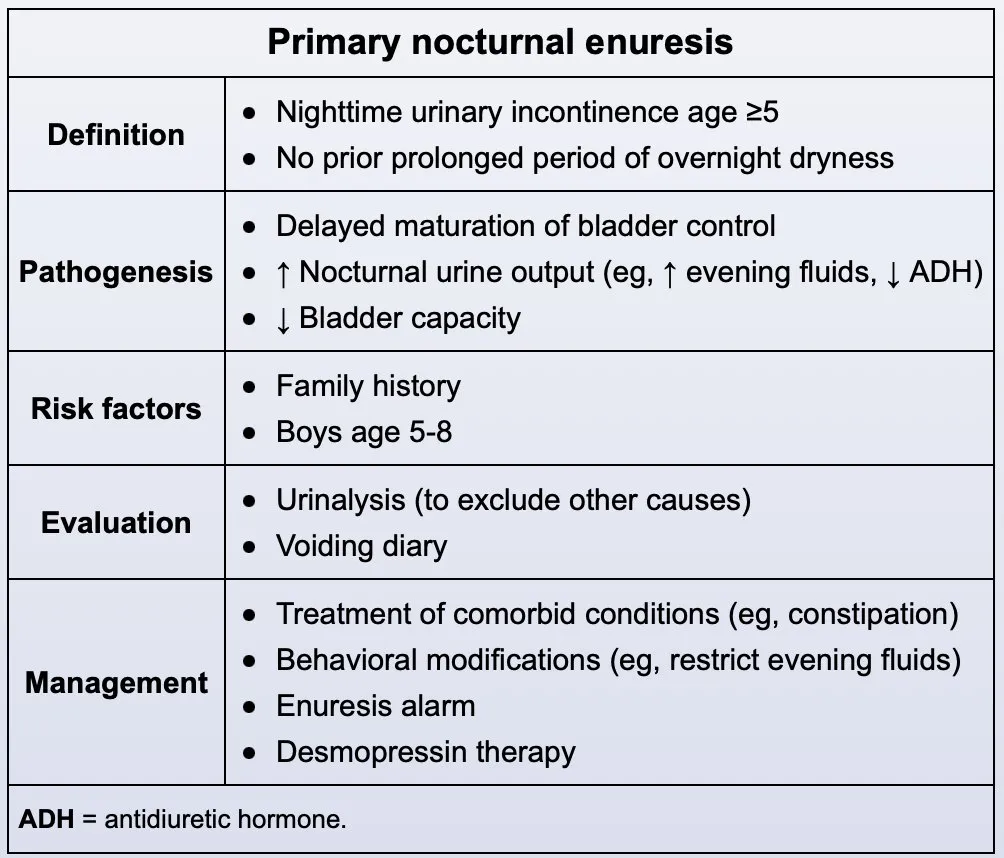 Primary nocturnal enuresis
Definition
• Nighttime urinary incontinence age ≥5
• No prior prolonged period of overnight dryness
Pathogenesis
• Delayed maturation of bladder control
• ↑ Nocturnal urine output (eg, ↑ evening fluids, ↓ ADH)
• ↓ Bladder capacity
Risk factors
• Family history
• Boys age 5-8
Evaluation
• Urinalysis (to exclude other causes)
• Voiding diary
Management
• Treatment of comorbid conditions (eg, constipation)
• Behavioral modifications (eg, restrict evening fluids)
• Enuresis alarm
• Desmopressin therapy
ADH = antidiuretic hormone.